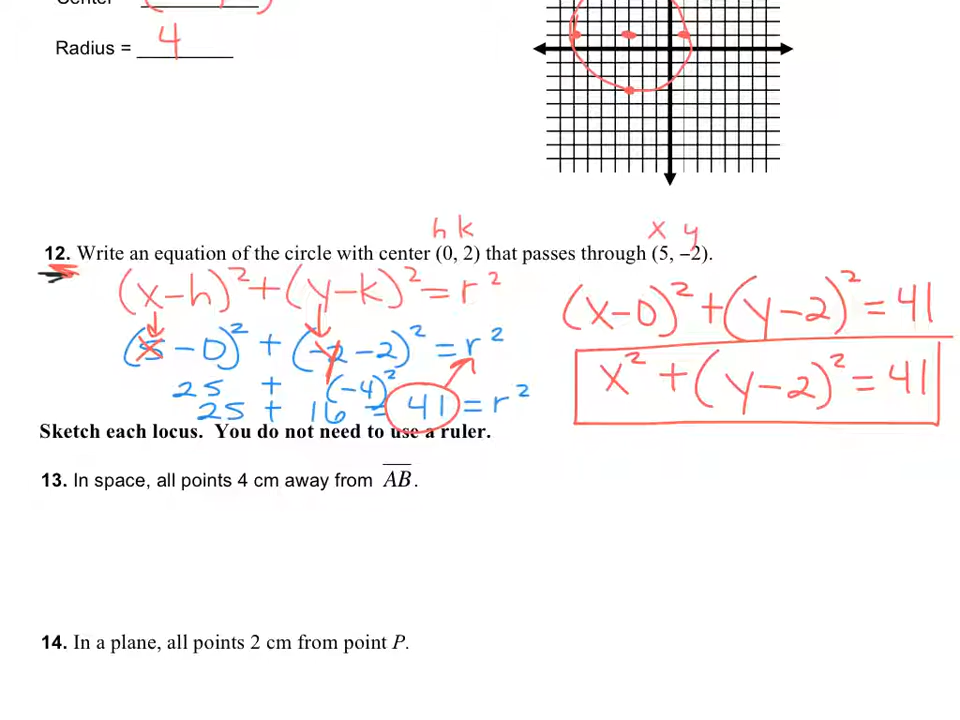 Radius = 4
h k x y
12. Write an equation of the circle with center (0, 2) that passes through (5, −2).
(x-h)² + (y-k)² = r²
(5 - 0)² + (-2 - 2)² = r²
25 + (-4)²
25 + 16 = 41 = r²
(x-0)² + (y-2)² = 41
x² + (y-2)² = 41
Sketch each locus. You do not need to use a ruler.
13. In space, all points 4 cm away from AB.
14. In a plane, all points 2 cm from point P.